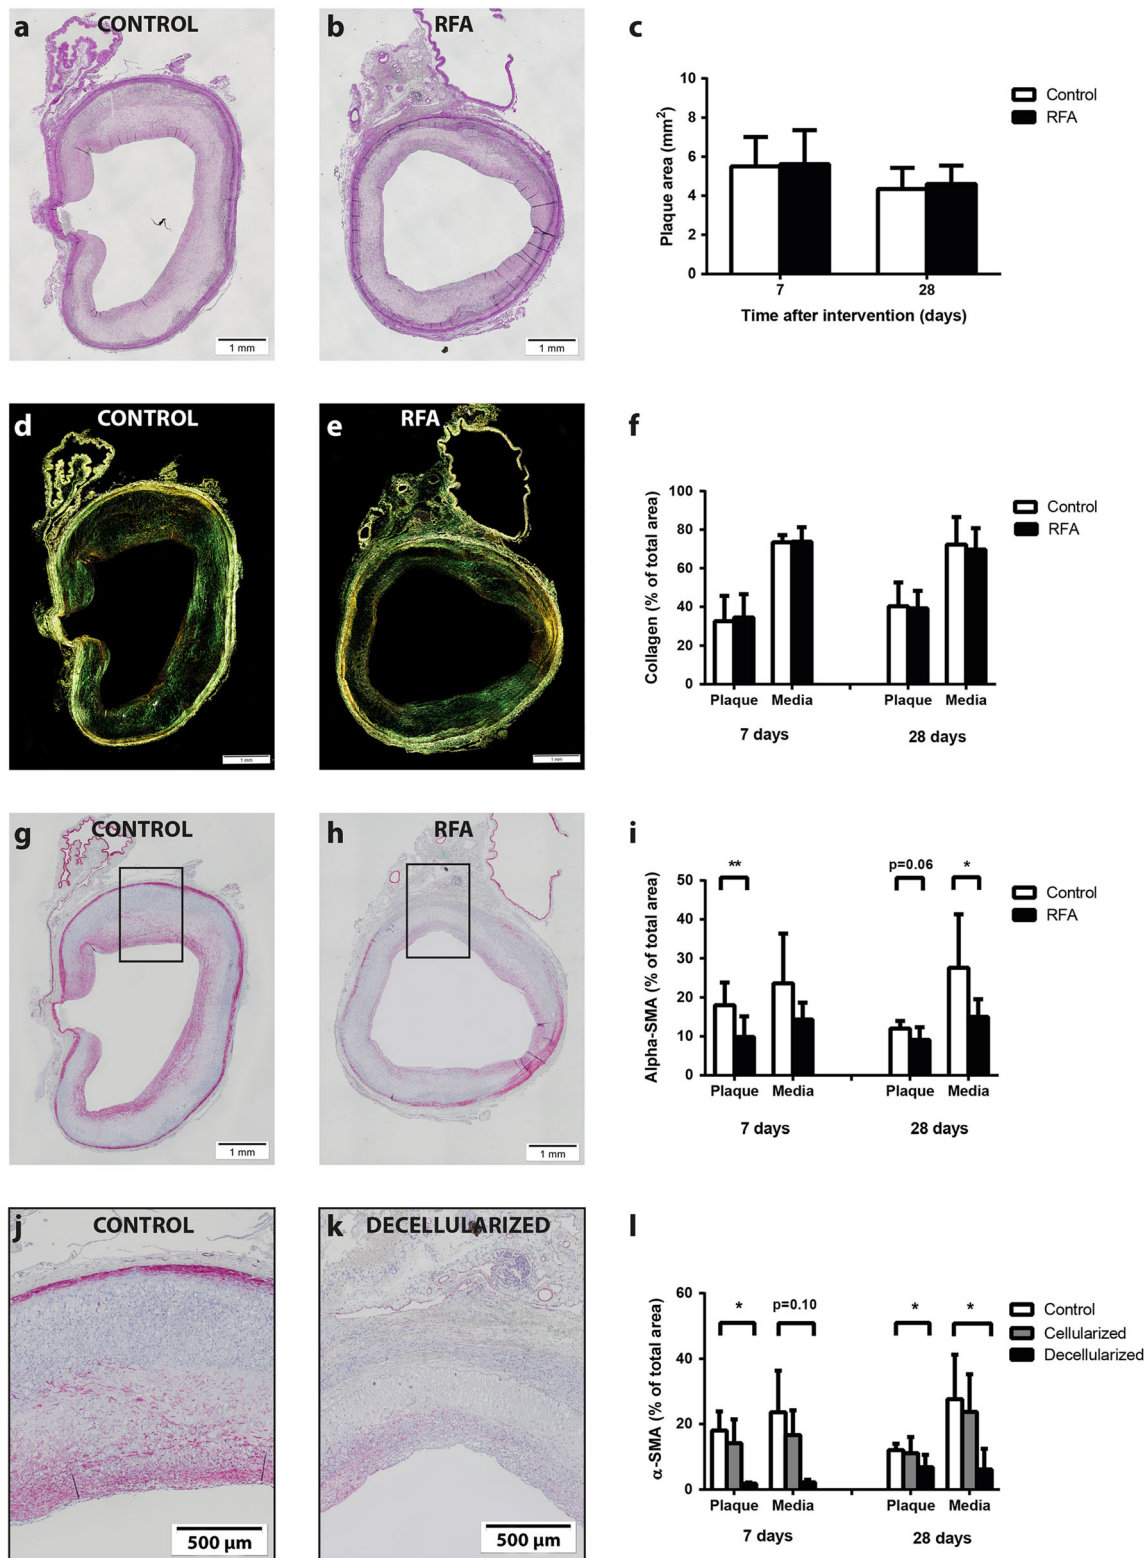 a CONTROL
b RFA
c
10
8
6
4
2
0
Plaque area (mm²)
7 28
Time after intervention (days)
Control
RFA
1 mm
1 mm
d CONTROL
e RFA
f
100
80
60
40
20
0
Collagen (% of total area)
Plaque Media Plaque Media
7 days 28 days
Control
RFA
1 mm
1 mm
g CONTROL
h RFA
i
** p=0.06 *
50
40
30
20
10
0
Alpha-SMA (% of total area)
Plaque Media Plaque Media
7 days 28 days
Control
RFA
1 mm
1 mm
j CONTROL
k DECELLULARIZED
l
* p=0.10 * *
60
40
20
0
α-SMA (% of total area)
Plaque Media Plaque Media
7 days 28 days
Control
Cellularized
Decellularized
500 µm
500 µm